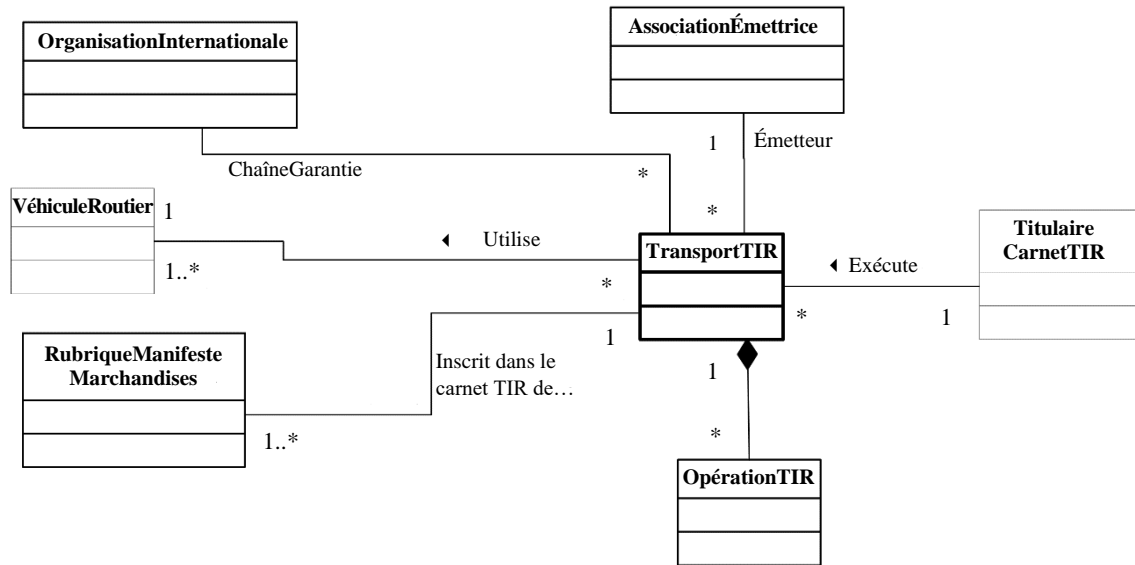 OrganisationInternationale
AssociationÉmettrice
1
Émetteur
ChaîneGarantie
*
*
VéhiculeRoutier
1
Utilise
1..*
*
TransportTIR
Exécute
*
1
Titulaire
CarnetTIR
RubriqueManifeste
Marchandises
1..*
Inscrit dans le
carnet TIR de…
1
1
*
OpérationTIR